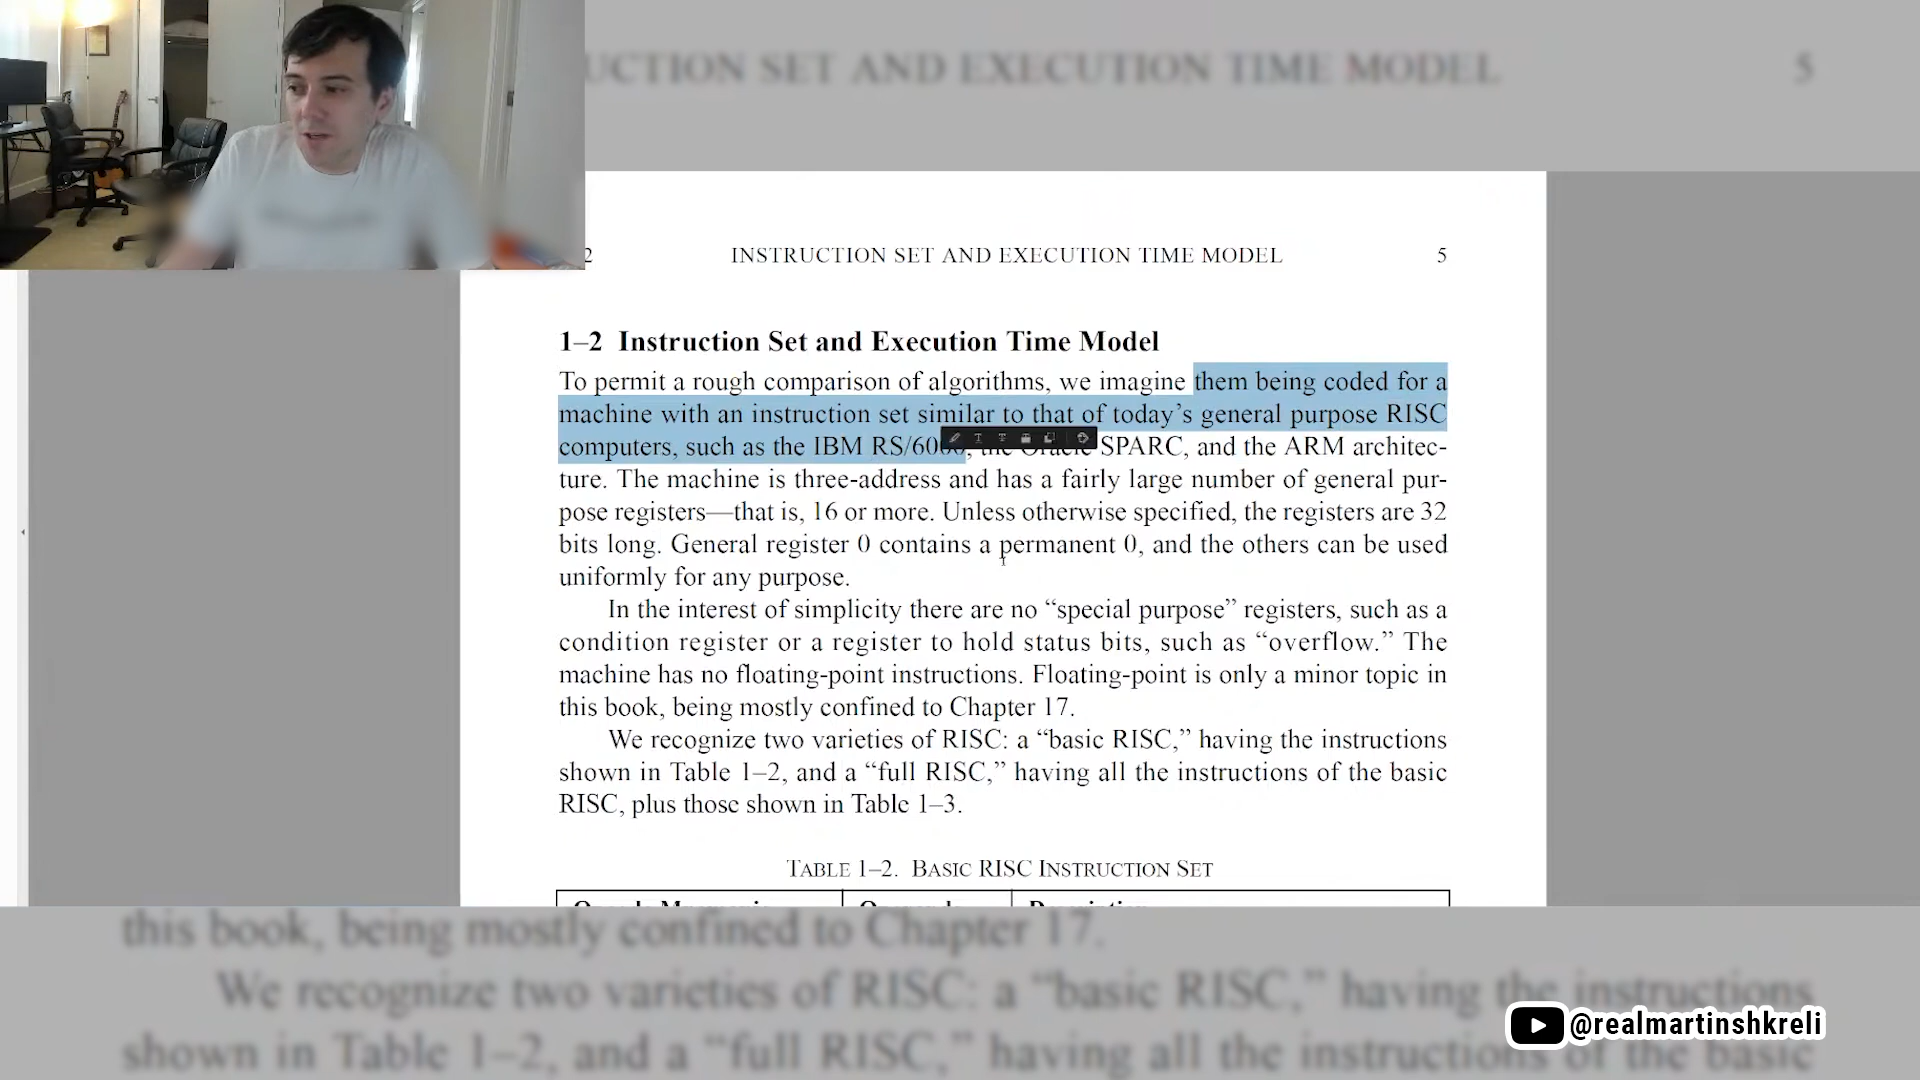 UCTION SET AND EXECUTION TIME MODEL 5
2 INSTRUCTION SET AND EXECUTION TIME MODEL 5
1–2 Instruction Set and Execution Time Model
To permit a rough comparison of algorithms, we imagine them being coded for a
machine with an instruction set similar to that of today’s general purpose RISC
computers, such as the IBM RS/6000, the Oracle SPARC, and the ARM architec-
ture. The machine is three-address and has a fairly large number of general pur-
pose registers—that is, 16 or more. Unless otherwise specified, the registers are 32
bits long. General register 0 contains a permanent 0, and the others can be used
uniformly for any purpose.
In the interest of simplicity there are no “special purpose” registers, such as a
condition register or a register to hold status bits, such as “overflow.” The
machine has no floating-point instructions. Floating-point is only a minor topic in
this book, being mostly confined to Chapter 17.
We recognize two varieties of RISC: a “basic RISC,” having the instructions
shown in Table 1–2, and a “full RISC,” having all the instructions of the basic
RISC, plus those shown in Table 1–3.
TABLE 1–2. BASIC RISC INSTRUCTION SET
this book, being mostly confined to Chapter 17.
We recognize two varieties of RISC: a “basic RISC,” having the instructions
shown in Table 1–2, and a “full RISC,” having all the instructions of the basic
@realmartinshkreli